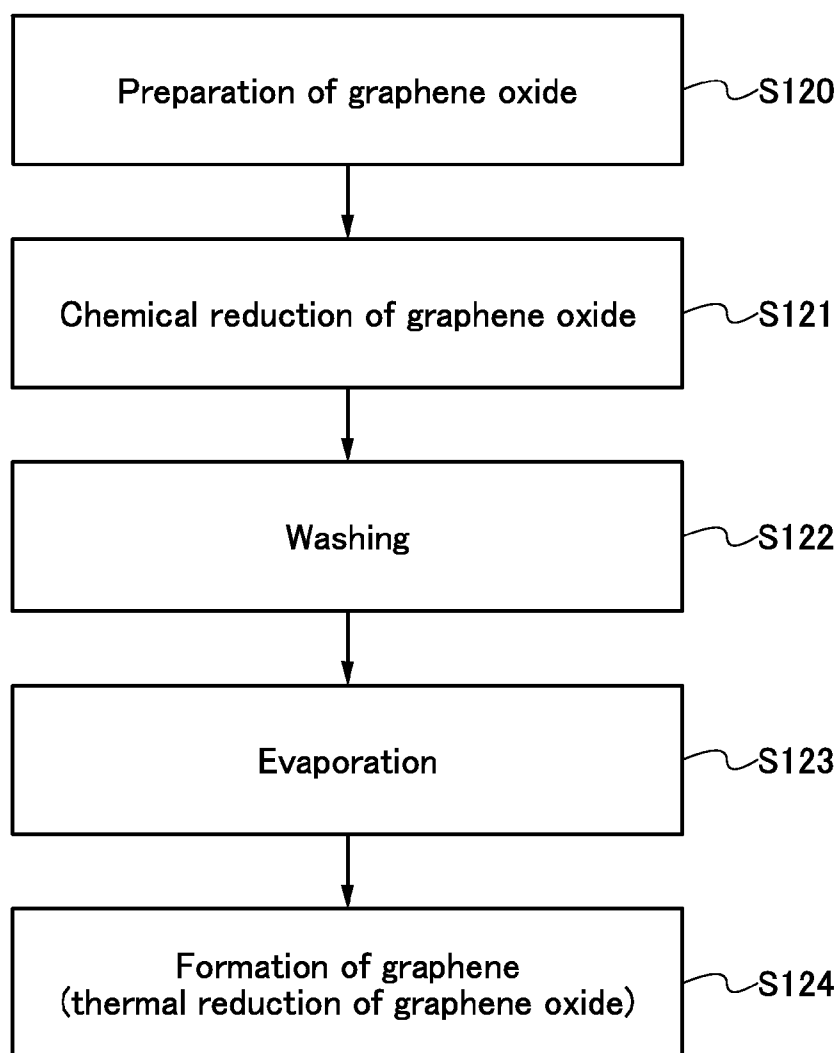 Preparation of graphene oxide
S120
Chemical reduction of graphene oxide
S121
Washing
S122
Evaporation
S123
Formation of graphene
(thermal reduction of graphene oxide)
S124